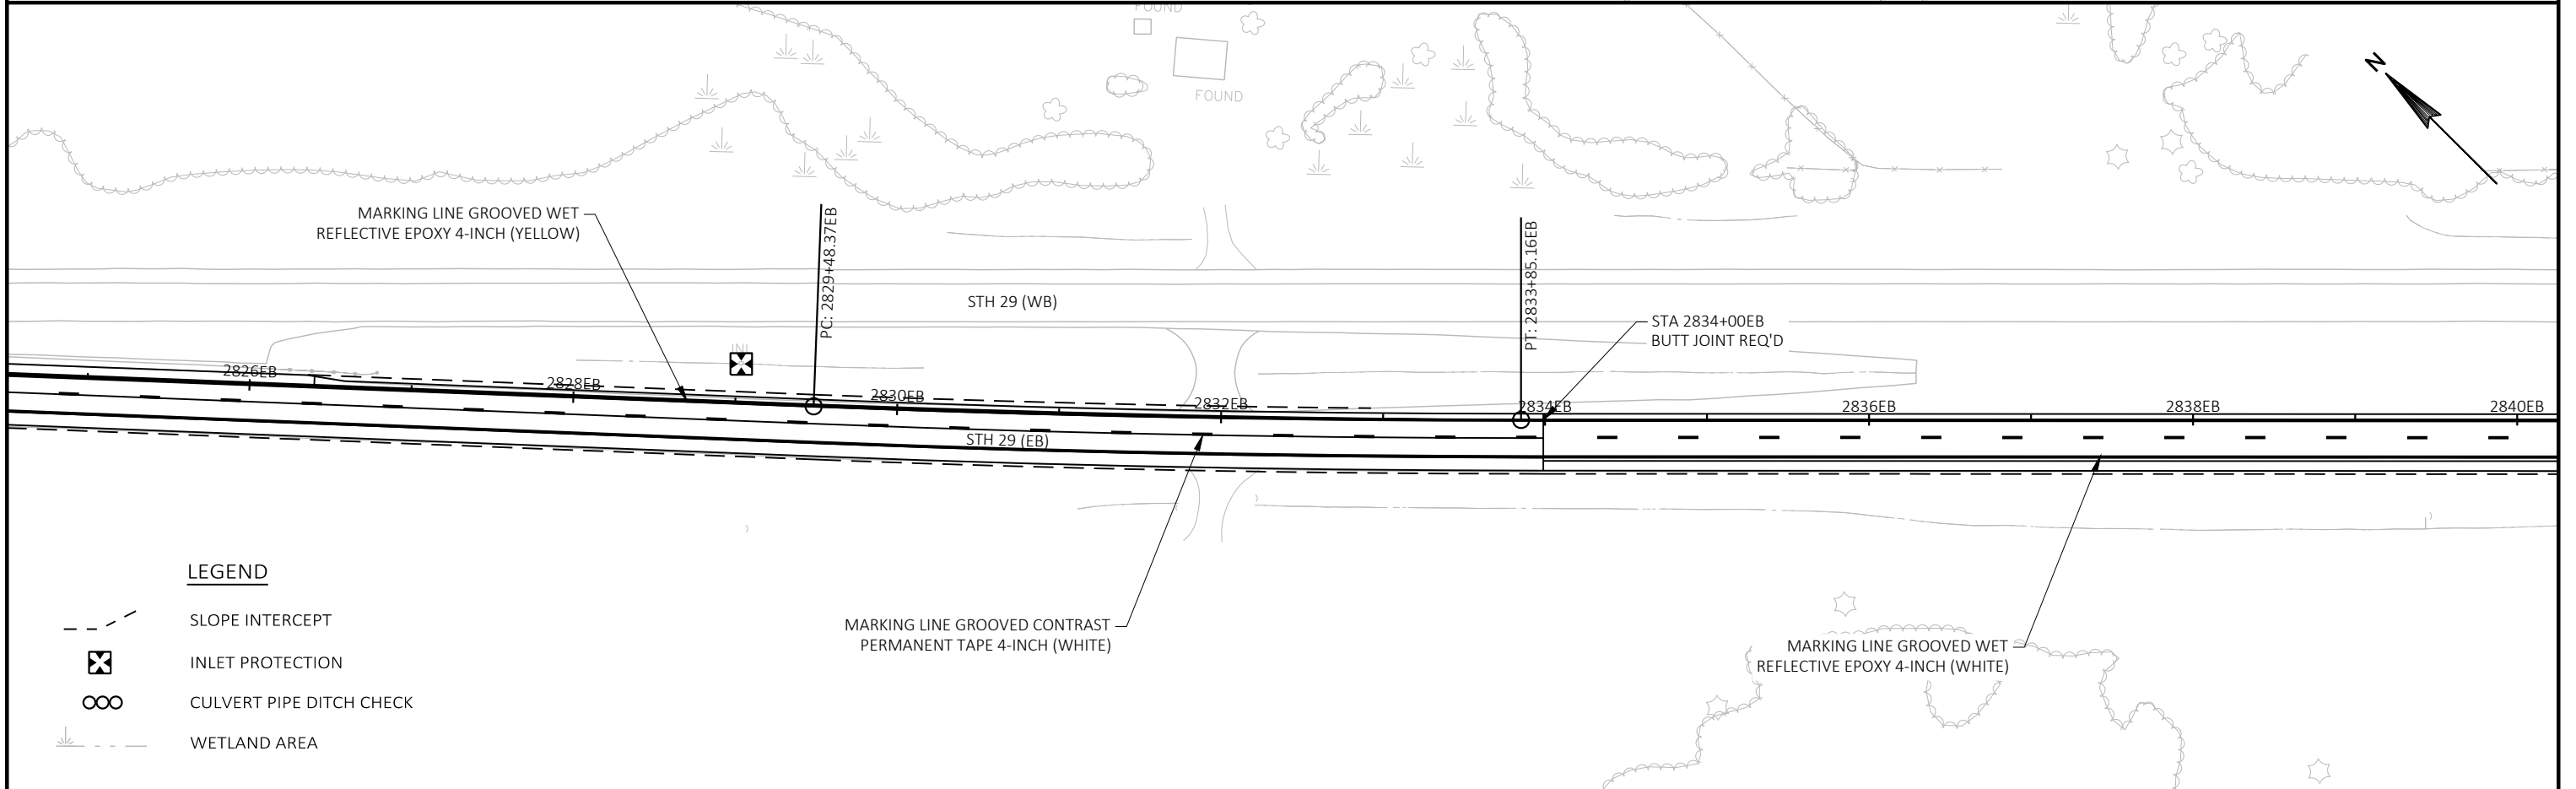 FOUND
FOUND
N
MARKING LINE GROOVED WET
REFLECTIVE EPOXY 4-INCH (YELLOW)
PC: 2829+48.37EB
PT: 2833+85.16EB
STH 29 (WB)
STA 2834+00EB
BUTT JOINT REQ'D
INL
2826EB
2828EB
2830EB
2832EB
2834EB
2836EB
2838EB
2840EB
STH 29 (EB)
MARKING LINE GROOVED CONTRAST
PERMANENT TAPE 4-INCH (WHITE)
MARKING LINE GROOVED WET
REFLECTIVE EPOXY 4-INCH (WHITE)
LEGEND
SLOPE INTERCEPT
INLET PROTECTION
CULVERT PIPE DITCH CHECK
WETLAND AREA